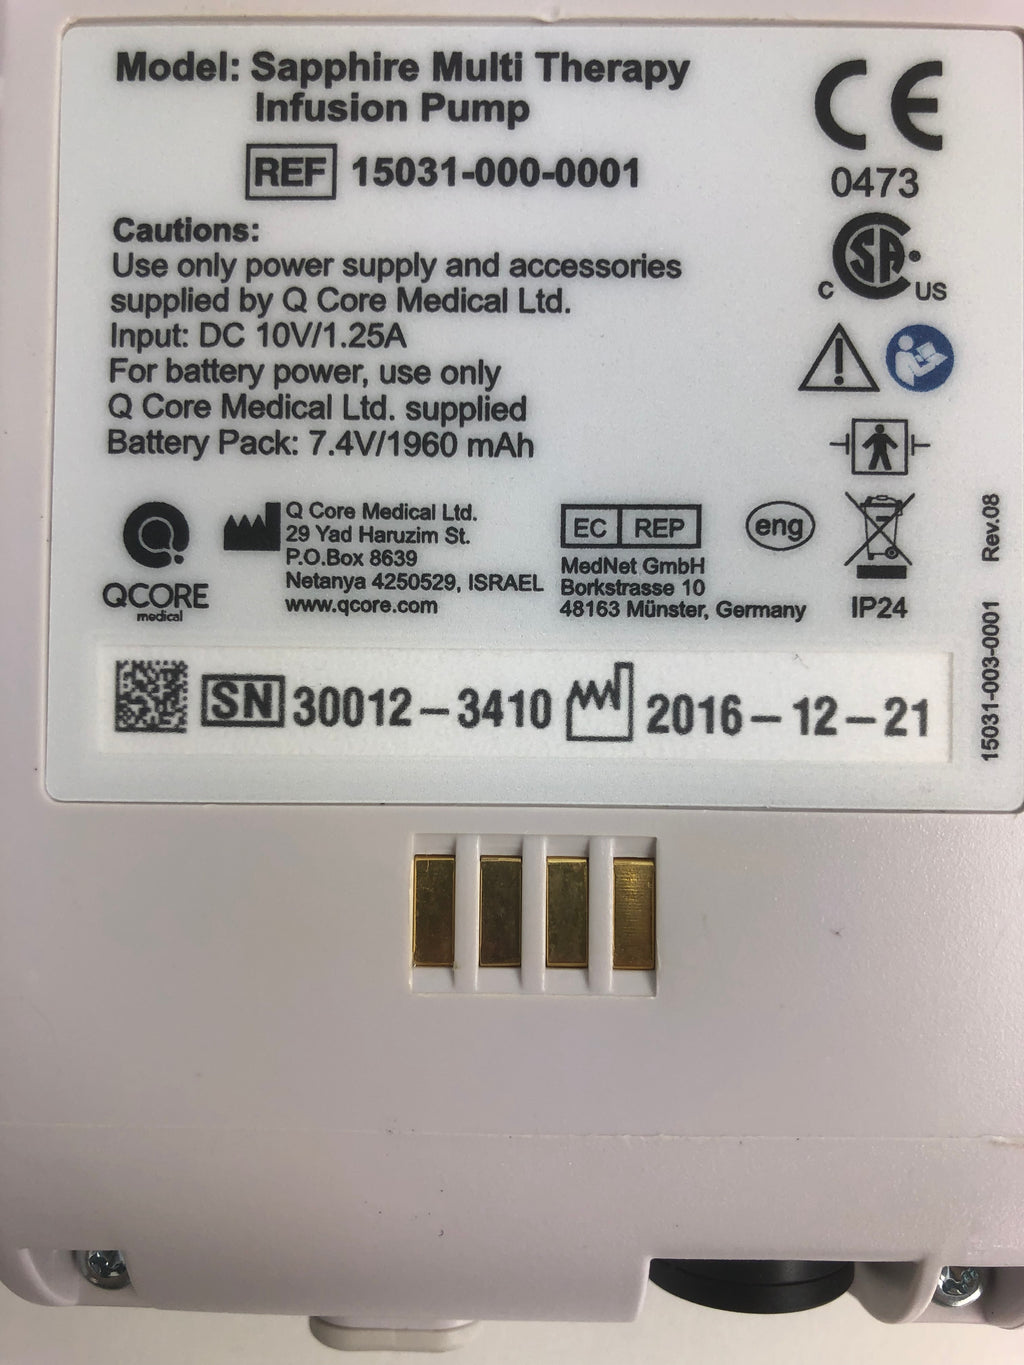 Model: Sapphire Multi Therapy
Infusion Pump
REF 15031-000-0001
Cautions:
Use only power supply and accessories
supplied by Q Core Medical Ltd.
Input: DC 10V/1.25A
For battery power, use only
Q Core Medical Ltd. supplied
Battery Pack: 7.4V/1960 mAh
CE
0473
C SA US
QCORE
medical
Q Core Medical Ltd.
29 Yad Haruzim St.
P.O.Box 8639
Netanya 4250529, ISRAEL
www.qcore.com
EC REP
MedNet GmbH
Borkstrasse 10
48163 Münster, Germany
eng
IP24
SN 30012-3410 2016-12-21
15031-003-0001 Rev.08